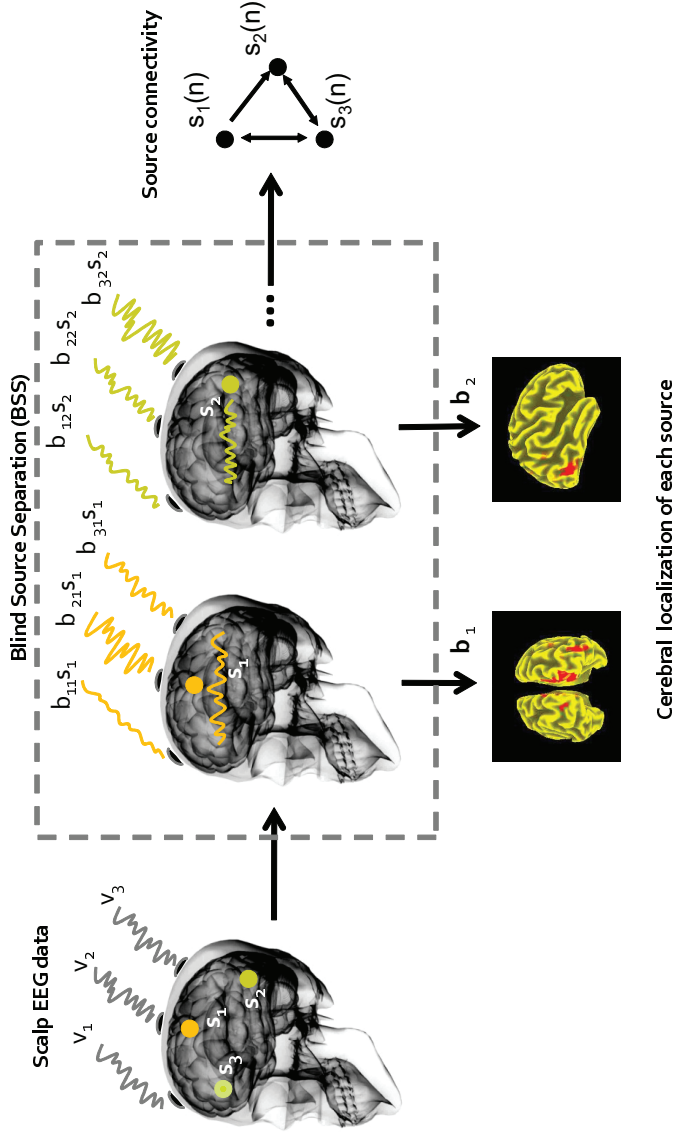 Scalp EEG data
v1
v2
v3
s3
s1
s2
Blind Source Separation (BSS)
b11s1
b21s1
b31s1
s1
b12s2
b22s2
b32s2
s2
...
b1
b2
Cerebral localization of each source
Source connectivity
s1(n)
s2(n)
s3(n)